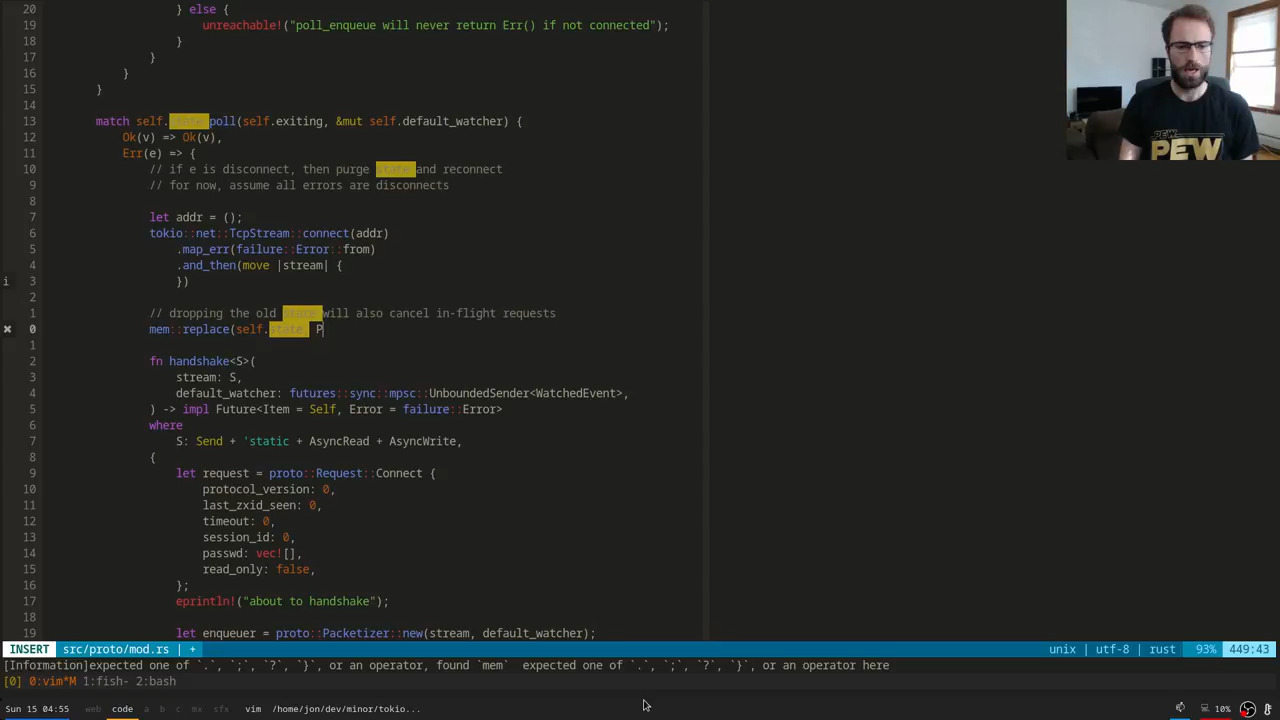 20 } else {
19 unreachable!("poll_enqueue will never return Err() if not connected");
18 }
17 }
16 }
15 }
14
13 match self. poll(self.exiting, &mut self.default_watcher) {
12 Ok(v) => Ok(v),
11 Err(e) => {
10 // if e is disconnect, then purge state and reconnect
9 // for now, assume all errors are disconnects
8
7 let addr = ();
6 tokio::net::TcpStream::connect(addr)
5 .map_err(failure::Error::from)
4 .and_then(move |stream| {
i 3 })
2
1 // dropping the old will also cancel in-flight requests
✖ 0 mem::replace(self.state, P
1
2 fn handshake<S>(
3 stream: S,
4 default_watcher: futures::sync::mpsc::UnboundedSender<WatchedEvent>,
5 ) -> impl Future<Item = Self, Error = failure::Error>
6 where
7 S: Send + 'static + AsyncRead + AsyncWrite,
8 {
9 let request = proto::Request::Connect {
10 protocol_version: 0,
11 last_zxid_seen: 0,
12 timeout: 0,
13 session_id: 0,
14 passwd: vec![],
15 read_only: false,
16 };
17 eprintln!("about to handshake");
18
19 let enqueuer = proto::Packetizer::new(stream, default_watcher);
INSERT src/proto/mod.rs | + unix | utf-8 | rust 93% 449:43
[Information]expected one of `.`, `;`, `?`, `}`, or an operator, found `mem` expected one of `.`, `;`, `?`, `}`, or an operator here
[0] 0:vim*M 1:fish- 2:bash
Sun 15 04:55 web code a b c mx sfx vim /home/jon/dev/minor/tokio... 10%
PEW
PEW